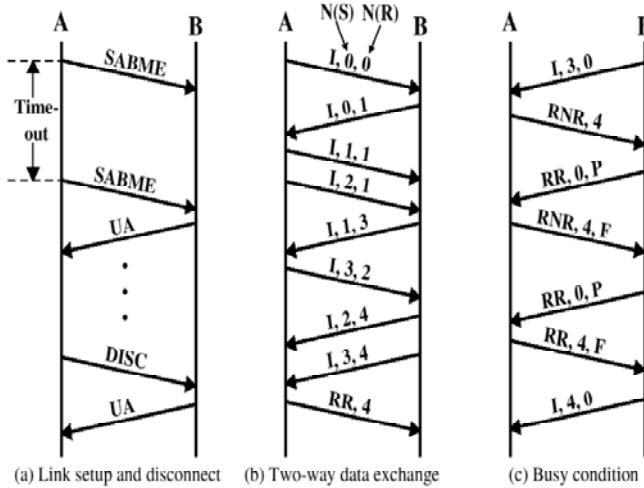 N(S) N(R)
A B
SABME
Time-
out
SABME
UA
DISC
UA
(a) Link setup and disconnect
A B
I, 0, 0
I, 0, 1
I, 1, 1
I, 2, 1
I, 1, 3
I, 3, 2
I, 2, 4
I, 3, 4
RR, 4
(b) Two-way data exchange
A
I, 3, 0
RNR, 4
RR, 0, P
RNR, 4, F
RR, 0, P
RR, 4, F
I, 4, 0
(c) Busy condition